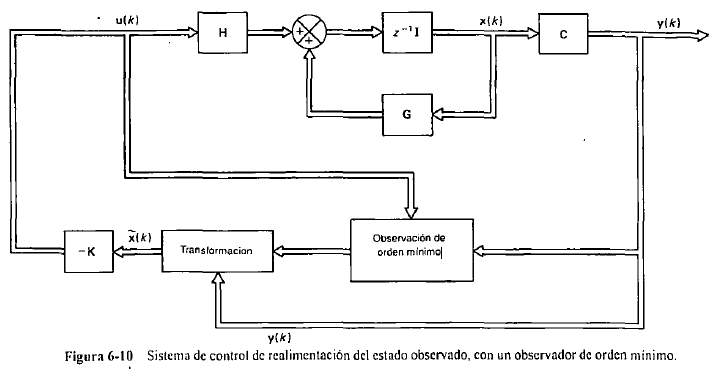 u(k)
H
+
+
z⁻¹I
x(k)
C
y(k)
G
−K
x̃(k)
Transformacion
Observación de
orden mínimo
y(k)
Figura 6-10 Sistema de control de realimentación del estado observado, con un observador de orden mínimo.